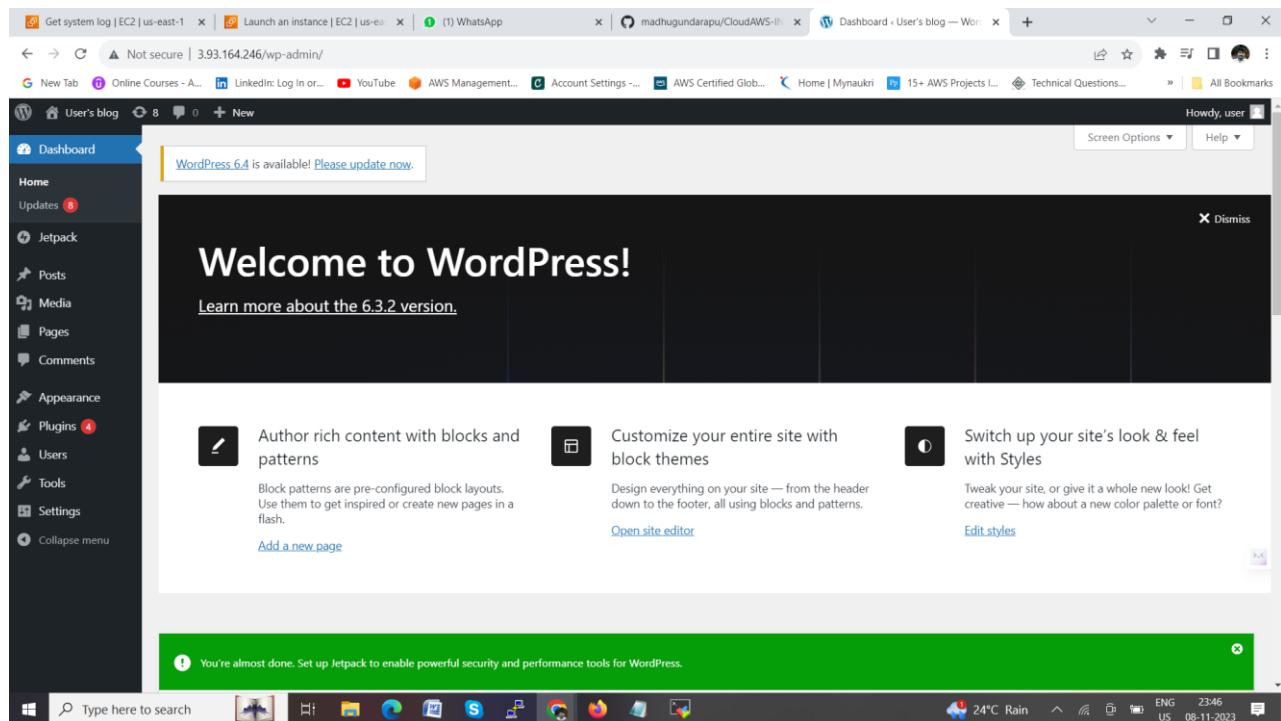 Get system log | EC2 | us-east-1
Launch an instance | EC2 | us-ea
(1) WhatsApp
madhugundarapu/CloudAWS-IN
Dashboard ‹ User's blog — Word
Not secure | 3.93.164.246/wp-admin/
New Tab
Online Courses - A...
LinkedIn: Log In or...
YouTube
AWS Management...
Account Settings -...
AWS Certified Glob...
Home | Mynaukri
15+ AWS Projects I...
Technical Questions...
»
All Bookmarks
User's blog 8 0 + New
Howdy, user
Dashboard
Home
Updates 8
Jetpack
Posts
Media
Pages
Comments
Appearance
Plugins 4
Users
Tools
Settings
Collapse menu
Screen Options ▼
Help ▼
WordPress 6.4 is available! Please update now.
Dismiss
Welcome to WordPress!
Learn more about the 6.3.2 version.
Author rich content with blocks and
patterns
Block patterns are pre-configured block layouts.
Use them to get inspired or create new pages in a
flash.
Add a new page
Customize your entire site with
block themes
Design everything on your site — from the header
down to the footer, all using blocks and patterns.
Open site editor
Switch up your site's look & feel
with Styles
Tweak your site, or give it a whole new look! Get
creative — how about a new color palette or font?
Edit styles
You're almost done. Set up Jetpack to enable powerful security and performance tools for WordPress.
Type here to search
24°C Rain
ENG
US
23:46
08-11-2023